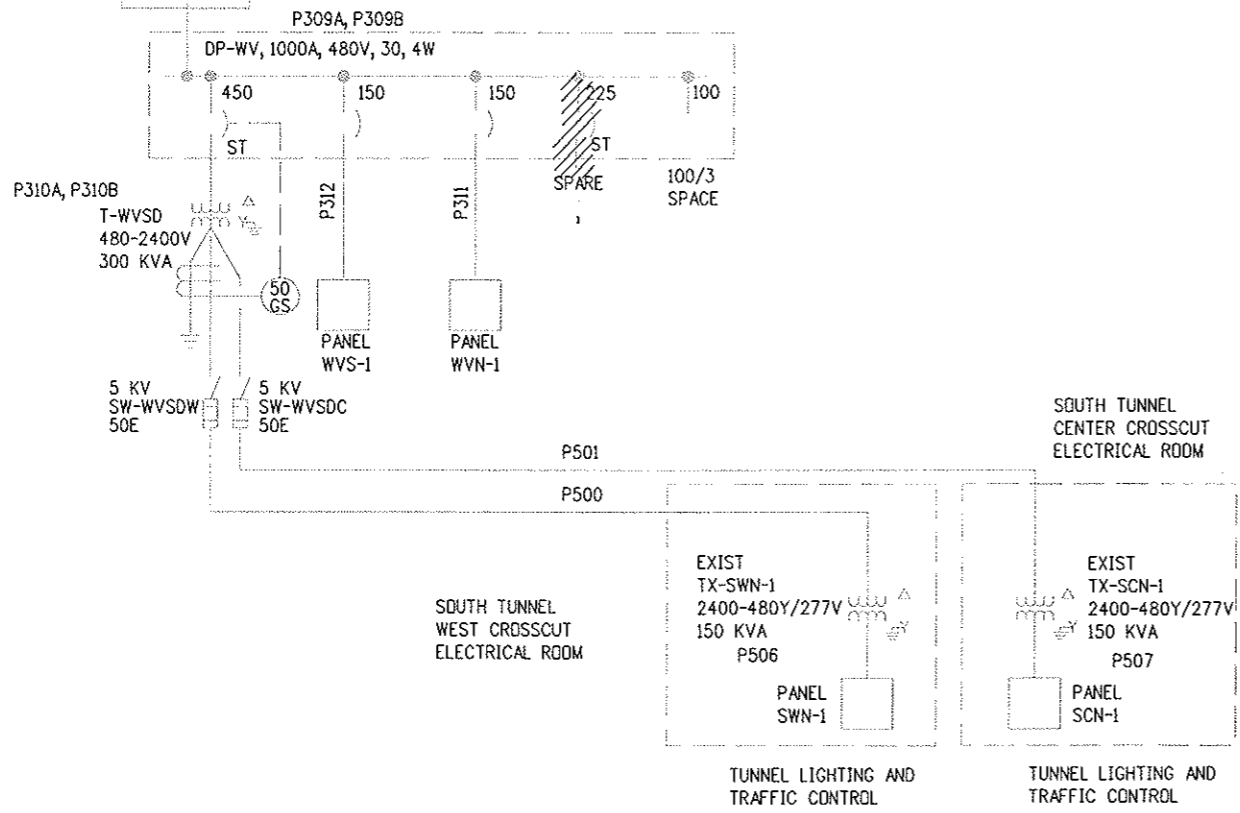 P309A, P309B
DP-WV, 1000A, 480V, 30, 4W
450
150
150
225
100
ST
ST
SPARE
100/3
SPACE
P310A, P310B
T-WVSD
480-2400V
300 KVA
Y
P312
P311
50
GS
PANEL
WVS-1
PANEL
WVN-1
5 KV
SW-WVSDW
50E
5 KV
SW-WVSDC
50E
SOUTH TUNNEL
CENTER CROSSCUT
ELECTRICAL ROOM
P501
P500
SOUTH TUNNEL
WEST CROSSCUT
ELECTRICAL ROOM
EXIST
TX-SWN-1
2400-480Y/277V
150 KVA
P506
Y
PANEL
SWN-1
EXIST
TX-SCN-1
2400-480Y/277V
150 KVA
P507
Y
PANEL
SCN-1
TUNNEL LIGHTING AND
TRAFFIC CONTROL
TUNNEL LIGHTING AND
TRAFFIC CONTROL